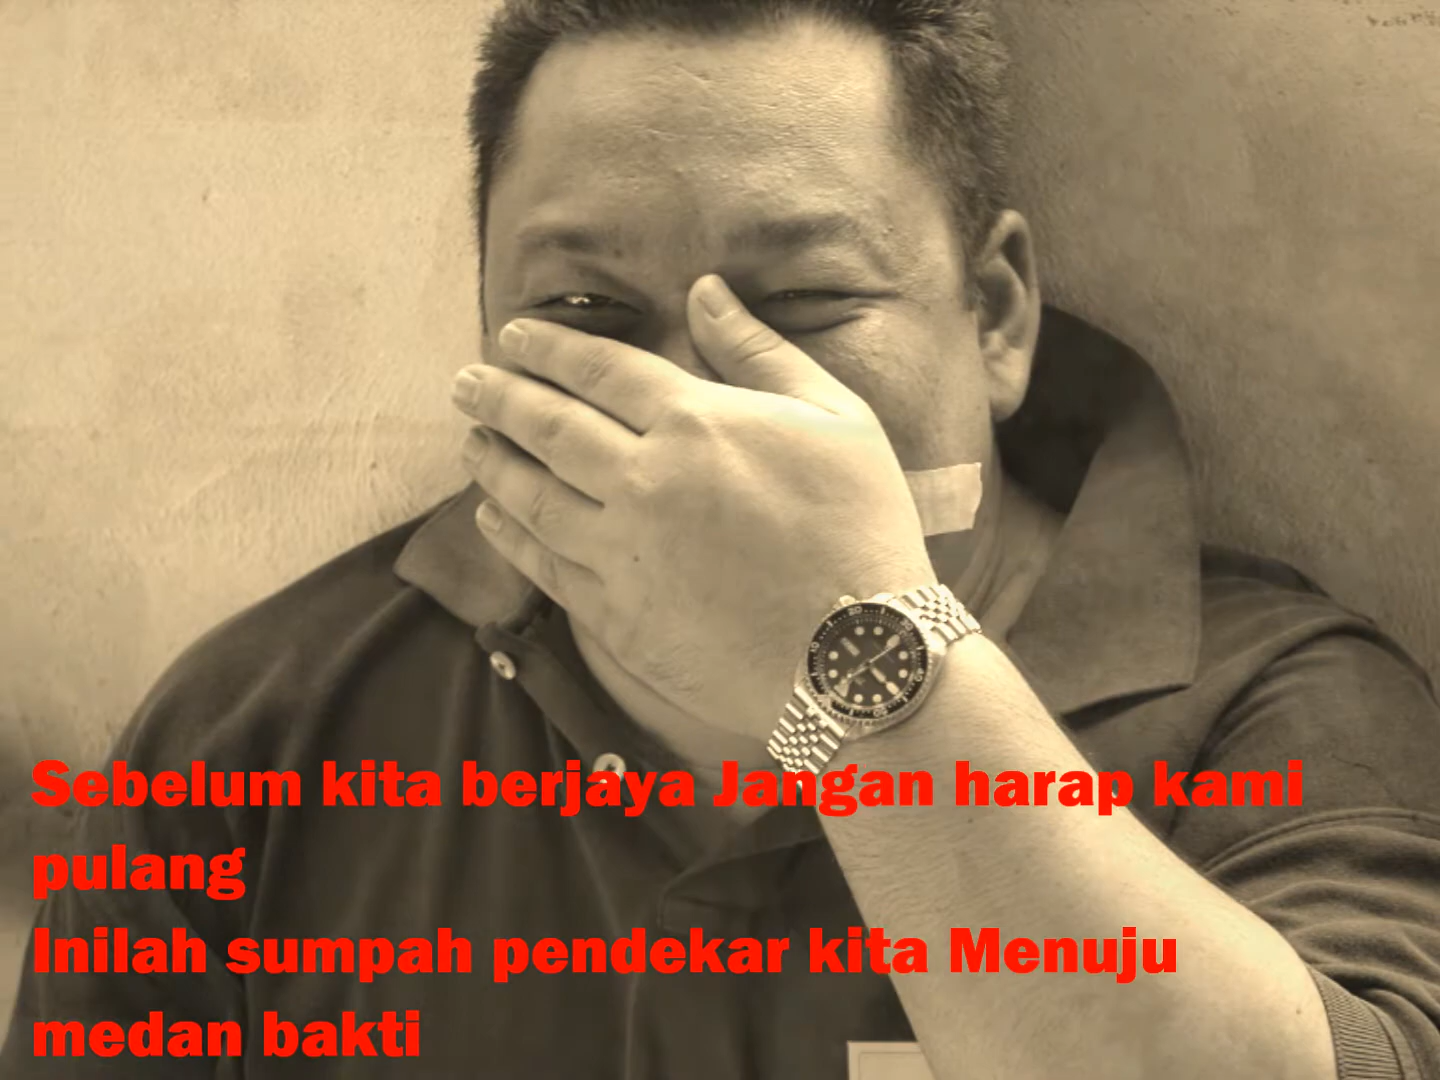 Sebelum kita berjaya Jangan harap kami
pulang
Inilah sumpah pendekar kita Menuju
medan bakti